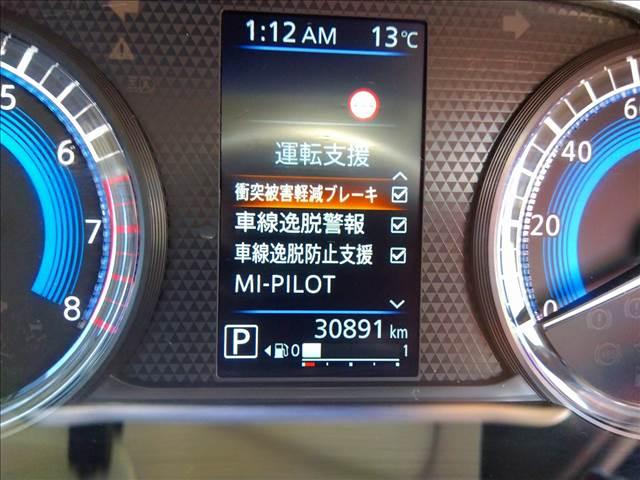 1:12 AM 13℃
運転支援
衝突被害軽減ブレーキ
車線逸脱警報
車線逸脱防止支援
MI-PILOT
30891 km
P
0 1
5
6
7
8
60
40
20
0